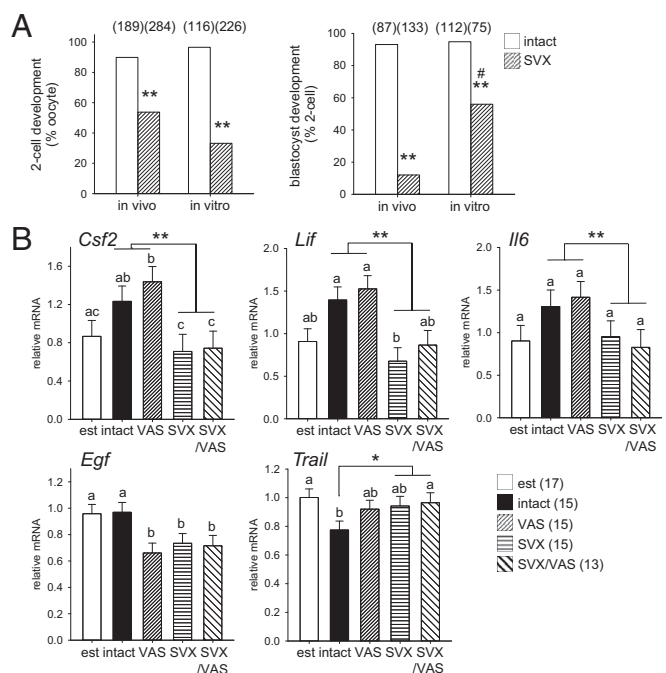 A
(189)(284) (116)(226)
2-cell development
(% oocyte)
100
80
60
40
20
0
**
**
in vivo in vitro
(87)(133) (112)(75)
blastocyst development
(% 2-cell)
100
80
60
40
20
0
**
#
**
in vivo in vitro
intact
SVX
B
Csf2
relative mRNA
1.6
1.2
0.8
0.4
0.0
**
ac ab b c c
est intact VAS SVX SVX
/VAS
Lif
relative mRNA
2.0
1.5
1.0
0.5
0.0
**
ab a a b ab
est intact VAS SVX SVX
/VAS
Il6
relative mRNA
2.0
1.5
1.0
0.5
0.0
**
a a a a a
est intact VAS SVX SVX
/VAS
Egf
relative mRNA
1.2
1.0
0.8
0.6
0.4
0.2
0.0
a a b b b
est intact VAS SVX SVX
/VAS
Trail
relative mRNA
1.2
1.0
0.8
0.6
0.4
0.2
0.0
*
a b ab ab a
est intact VAS SVX SVX
/VAS
est (17)
intact (15)
VAS (15)
SVX (15)
SVX/VAS (13)